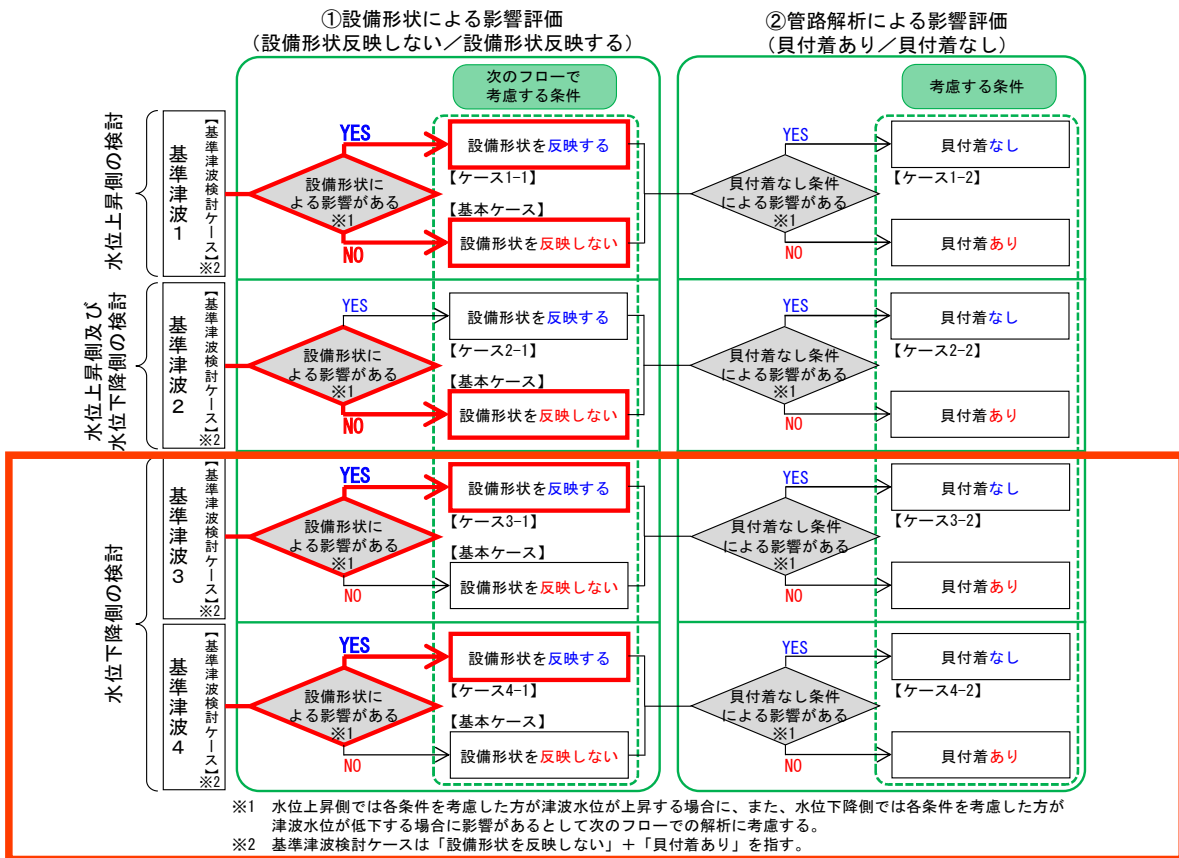 ①設備形状による影響評価
（設備形状反映しない／設備形状反映する）
②管路解析による影響評価
（貝付着あり／貝付着なし）
次のフローで
考慮する条件
考慮する条件
水位上昇側の検討
基準津波1
【基準津波検討ケース】※2
設備形状に
よる影響がある
※1
YES
設備形状を反映する
【ケース1-1】
【基本ケース】
NO
設備形状を反映しない
貝付着なし条件
による影響がある
※1
YES
貝付着なし
【ケース1-2】
NO
貝付着あり
水位上昇側及び
水位下降側の検討
基準津波2
【基準津波検討ケース】※2
設備形状に
よる影響がある
※1
YES
設備形状を反映する
【ケース2-1】
【基本ケース】
NO
設備形状を反映しない
貝付着なし条件
による影響がある
※1
YES
貝付着なし
【ケース2-2】
NO
貝付着あり
水位下降側の検討
基準津波3
【基準津波検討ケース】※2
設備形状に
よる影響がある
※1
YES
設備形状を反映する
【ケース3-1】
【基本ケース】
NO
設備形状を反映しない
貝付着なし条件
による影響がある
※1
YES
貝付着なし
【ケース3-2】
NO
貝付着あり
基準津波4
【基準津波検討ケース】※2
設備形状に
よる影響がある
※1
YES
設備形状を反映する
【ケース4-1】
【基本ケース】
NO
設備形状を反映しない
貝付着なし条件
による影響がある
※1
YES
貝付着なし
【ケース4-2】
NO
貝付着あり
※1 水位上昇側では各条件を考慮した方が津波水位が上昇する場合に、また、水位下降側では各条件を考慮した方が
津波水位が低下する場合に影響があるとして次のフローでの解析に考慮する。
※2 基準津波検討ケースは「設備形状を反映しない」＋「貝付着あり」を指す。